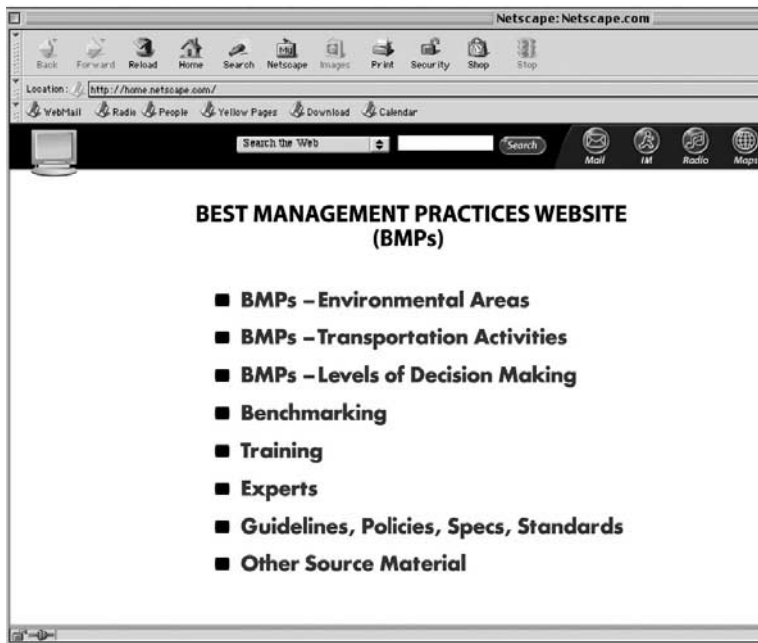 Netscape: Netscape.com
Back Forward Reload Home Search Netscape Images Print Security Shop Stop
My
Location: http://home.netscape.com/
WebMail Radio People Yellow Pages Download Calendar
Search the Web Search Mail IM Radio Maps
BEST MANAGEMENT PRACTICES WEBSITE
(BMPs)
BMPs – Environmental Areas
BMPs – Transportation Activities
BMPs – Levels of Decision Making
Benchmarking
Training
Experts
Guidelines, Policies, Specs, Standards
Other Source Material